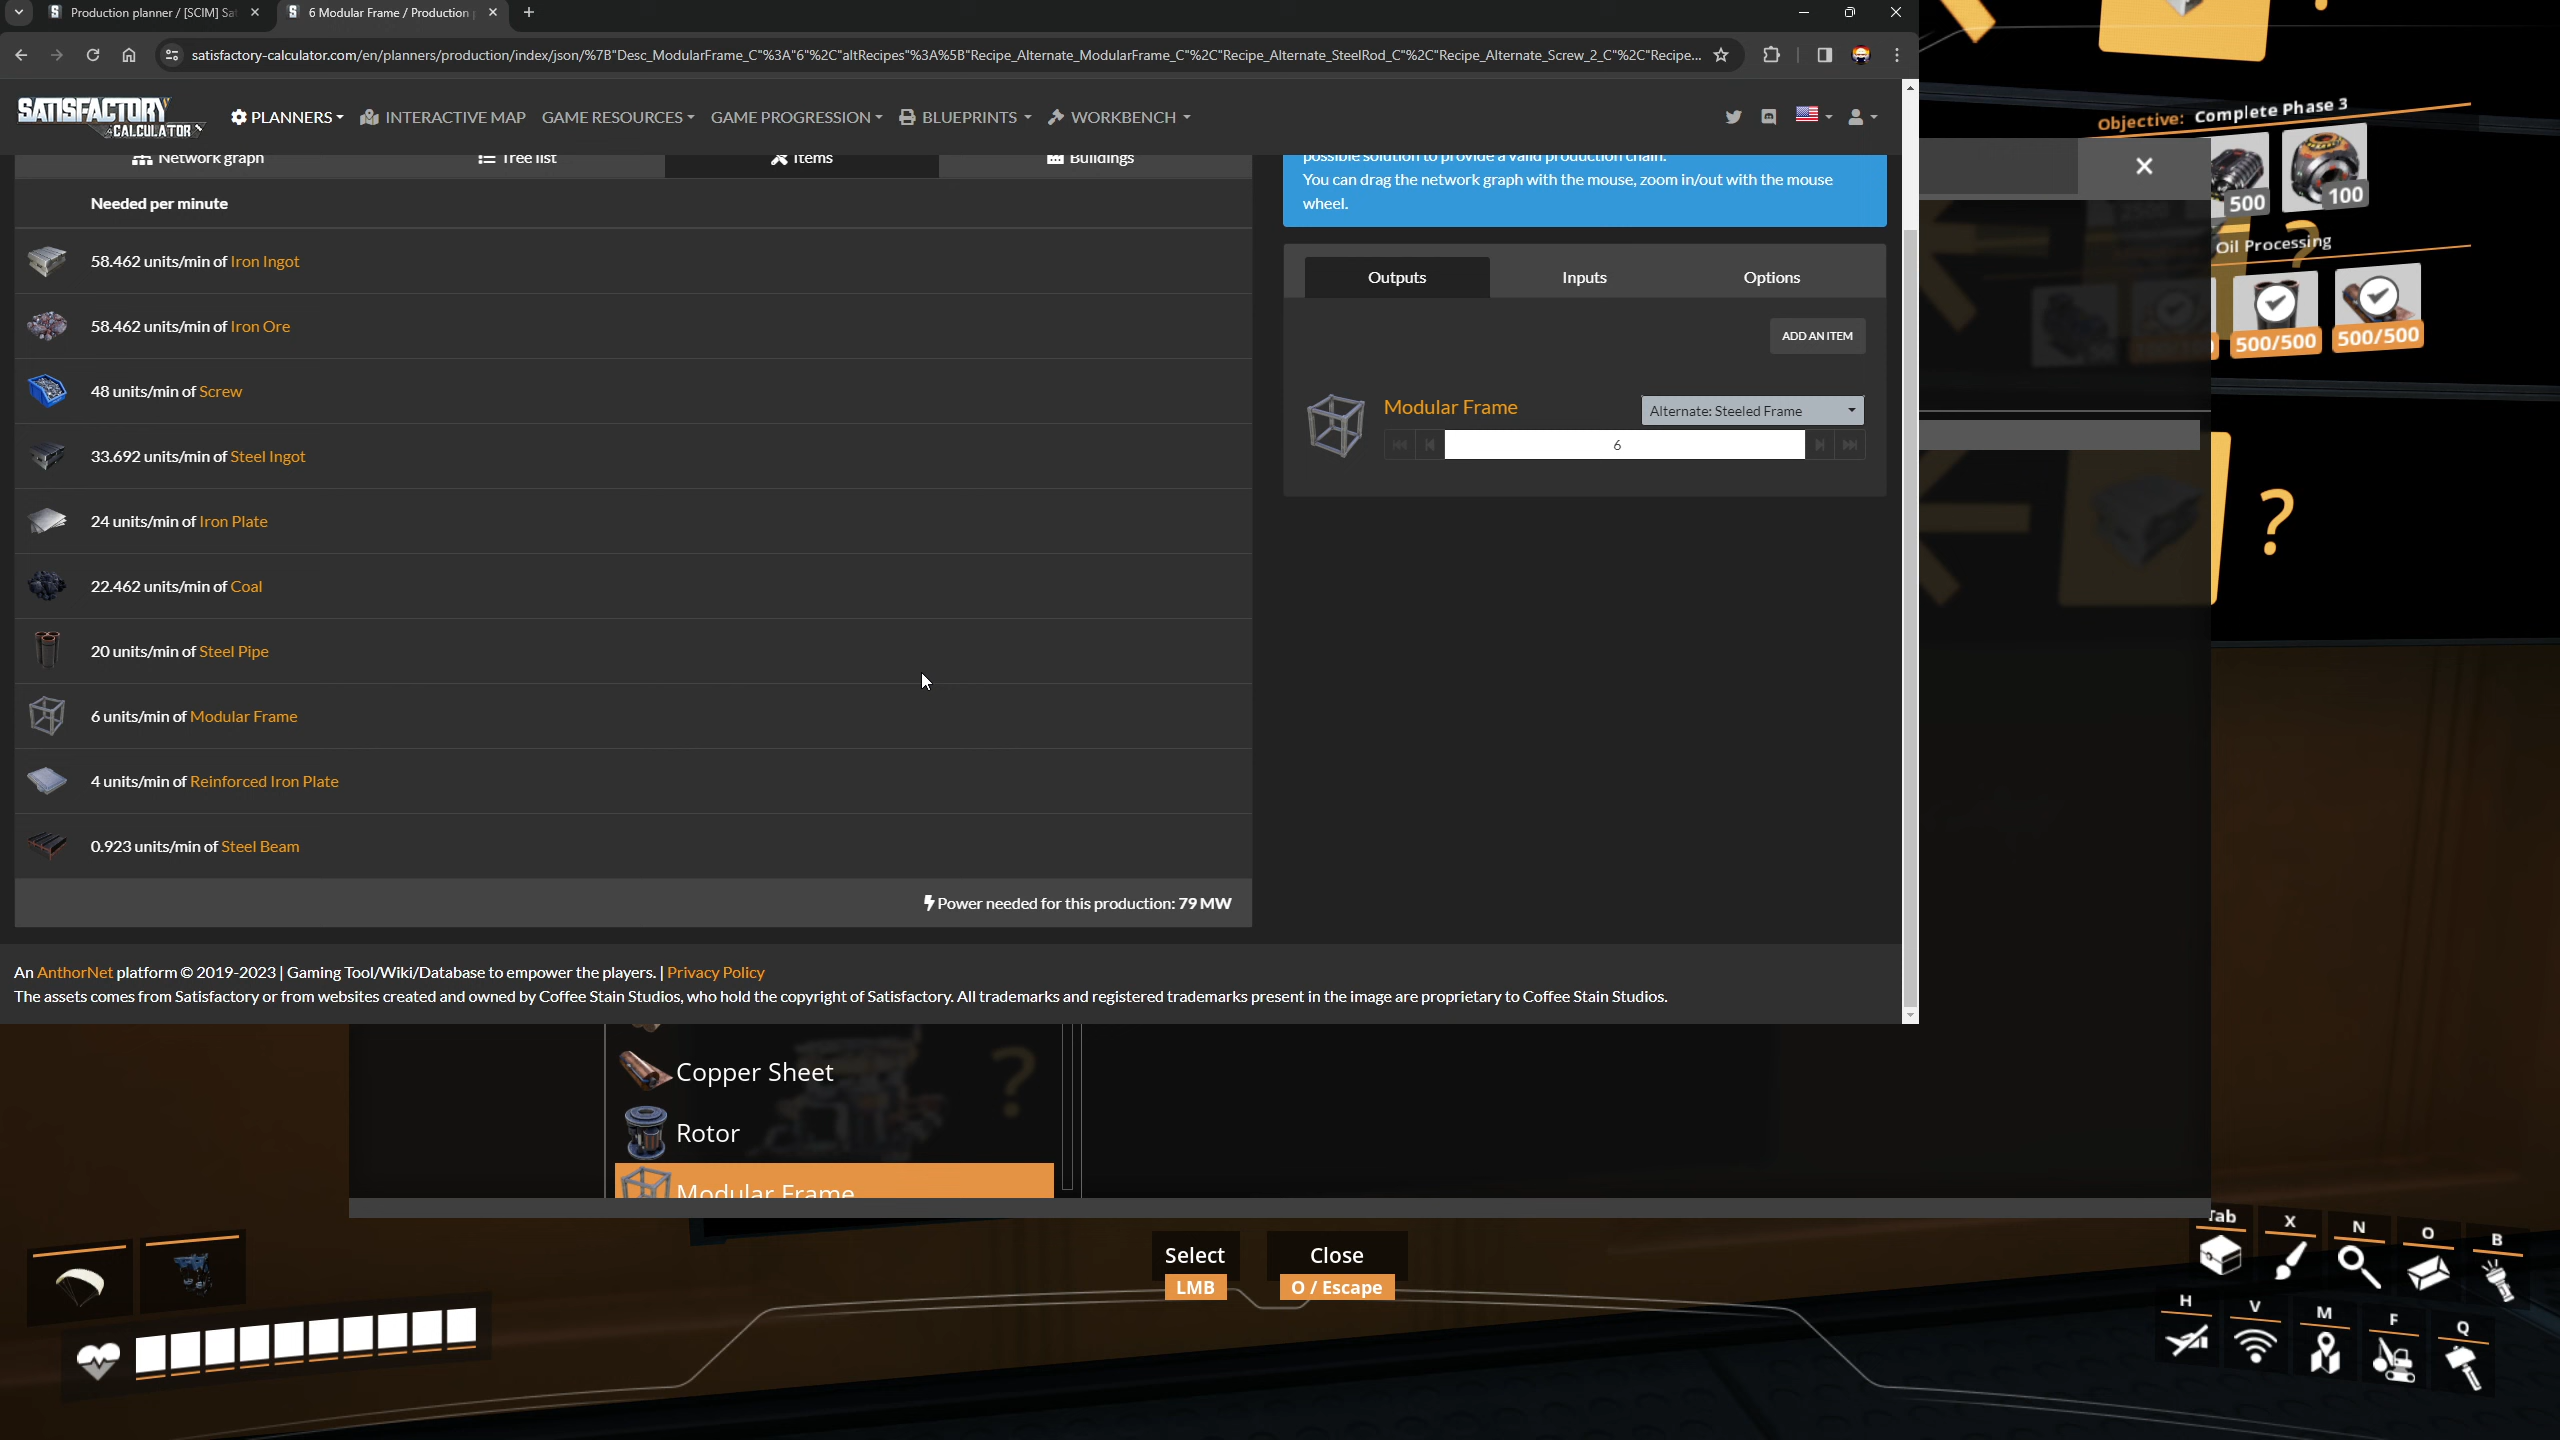 Production planner / [SCIM] Sa
6 Modular Frame / Production
satisfactory-calculator.com/en/planners/production/index/json/%7B"Desc_ModularFrame_C"%3A"6"%2C"altRecipes"%3A%5B"Recipe_Alternate_ModularFrame_C"%2C"Recipe_Alternate_SteelRod_C"%2C"Recipe_Alternate_Screw_2_C"%2C"Recipe...
SATISFACTORY
CALCULATOR
PLANNERS
INTERACTIVE MAP
GAME RESOURCES
GAME PROGRESSION
BLUEPRINTS
WORKBENCH
Network graph
Tree list
Items
Buildings
Needed per minute
58.462 units/min of Iron Ingot
58.462 units/min of Iron Ore
48 units/min of Screw
33.692 units/min of Steel Ingot
24 units/min of Iron Plate
22.462 units/min of Coal
20 units/min of Steel Pipe
6 units/min of Modular Frame
4 units/min of Reinforced Iron Plate
0.923 units/min of Steel Beam
Power needed for this production: 79 MW
possible solution to provide a valid production chain.
You can drag the network graph with the mouse, zoom in/out with the mouse
wheel.
Outputs
Inputs
Options
ADD AN ITEM
Modular Frame
Alternate: Steeled Frame
6
An AnthorNet platform © 2019-2023 | Gaming Tool/Wiki/Database to empower the players. | Privacy Policy
The assets comes from Satisfactory or from websites created and owned by Coffee Stain Studios, who hold the copyright of Satisfactory. All trademarks and registered trademarks present in the image are proprietary to Coffee Stain Studios.
Objective: Complete Phase 3
500
100
Oil Processing
500/500
500/500
?
?
Copper Sheet
Rotor
Modular Frame
Select
LMB
Close
O / Escape
Tab
X
N
O
B
H
V
M
F
Q